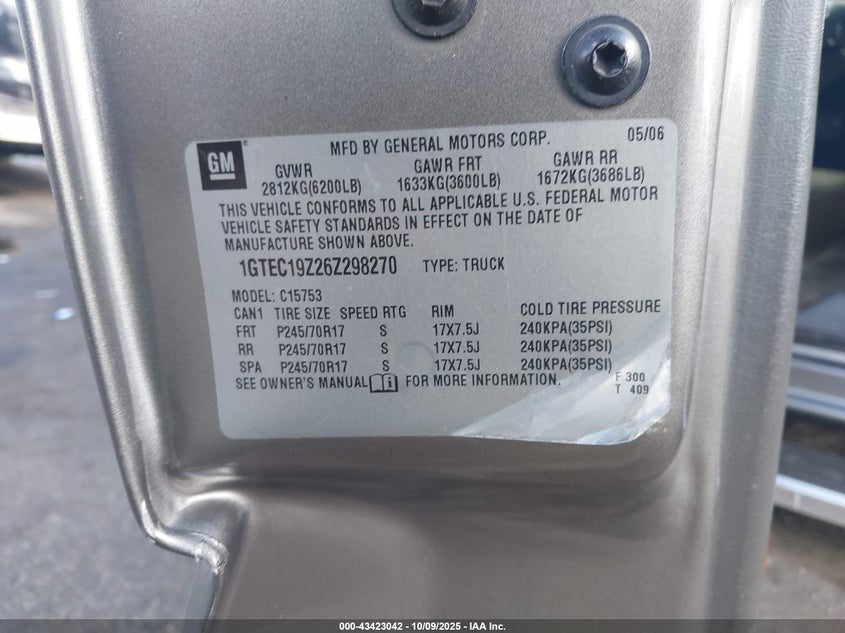 GM
MFD BY GENERAL MOTORS CORP. 05/06
GVWR GAWR FRT GAWR RR
2812KG(6200LB) 1633KG(3600LB) 1672KG(3686LB)
THIS VEHICLE CONFORMS TO ALL APPLICABLE U.S. FEDERAL MOTOR
VEHICLE SAFETY STANDARDS IN EFFECT ON THE DATE OF
MANUFACTURE SHOWN ABOVE.
1GTEC19Z26Z298270 TYPE: TRUCK
MODEL: C15753
CAN1 TIRE SIZE SPEED RTG RIM COLD TIRE PRESSURE
FRT P245/70R17 S 17X7.5J 240KPA(35PSI)
RR P245/70R17 S 17X7.5J 240KPA(35PSI)
SPA P245/70R17 S 17X7.5J 240KPA(35PSI)
SEE OWNER'S MANUAL FOR MORE INFORMATION.
F 300
T 409
000-43423042 - 10/09/2025 - IAA Inc.